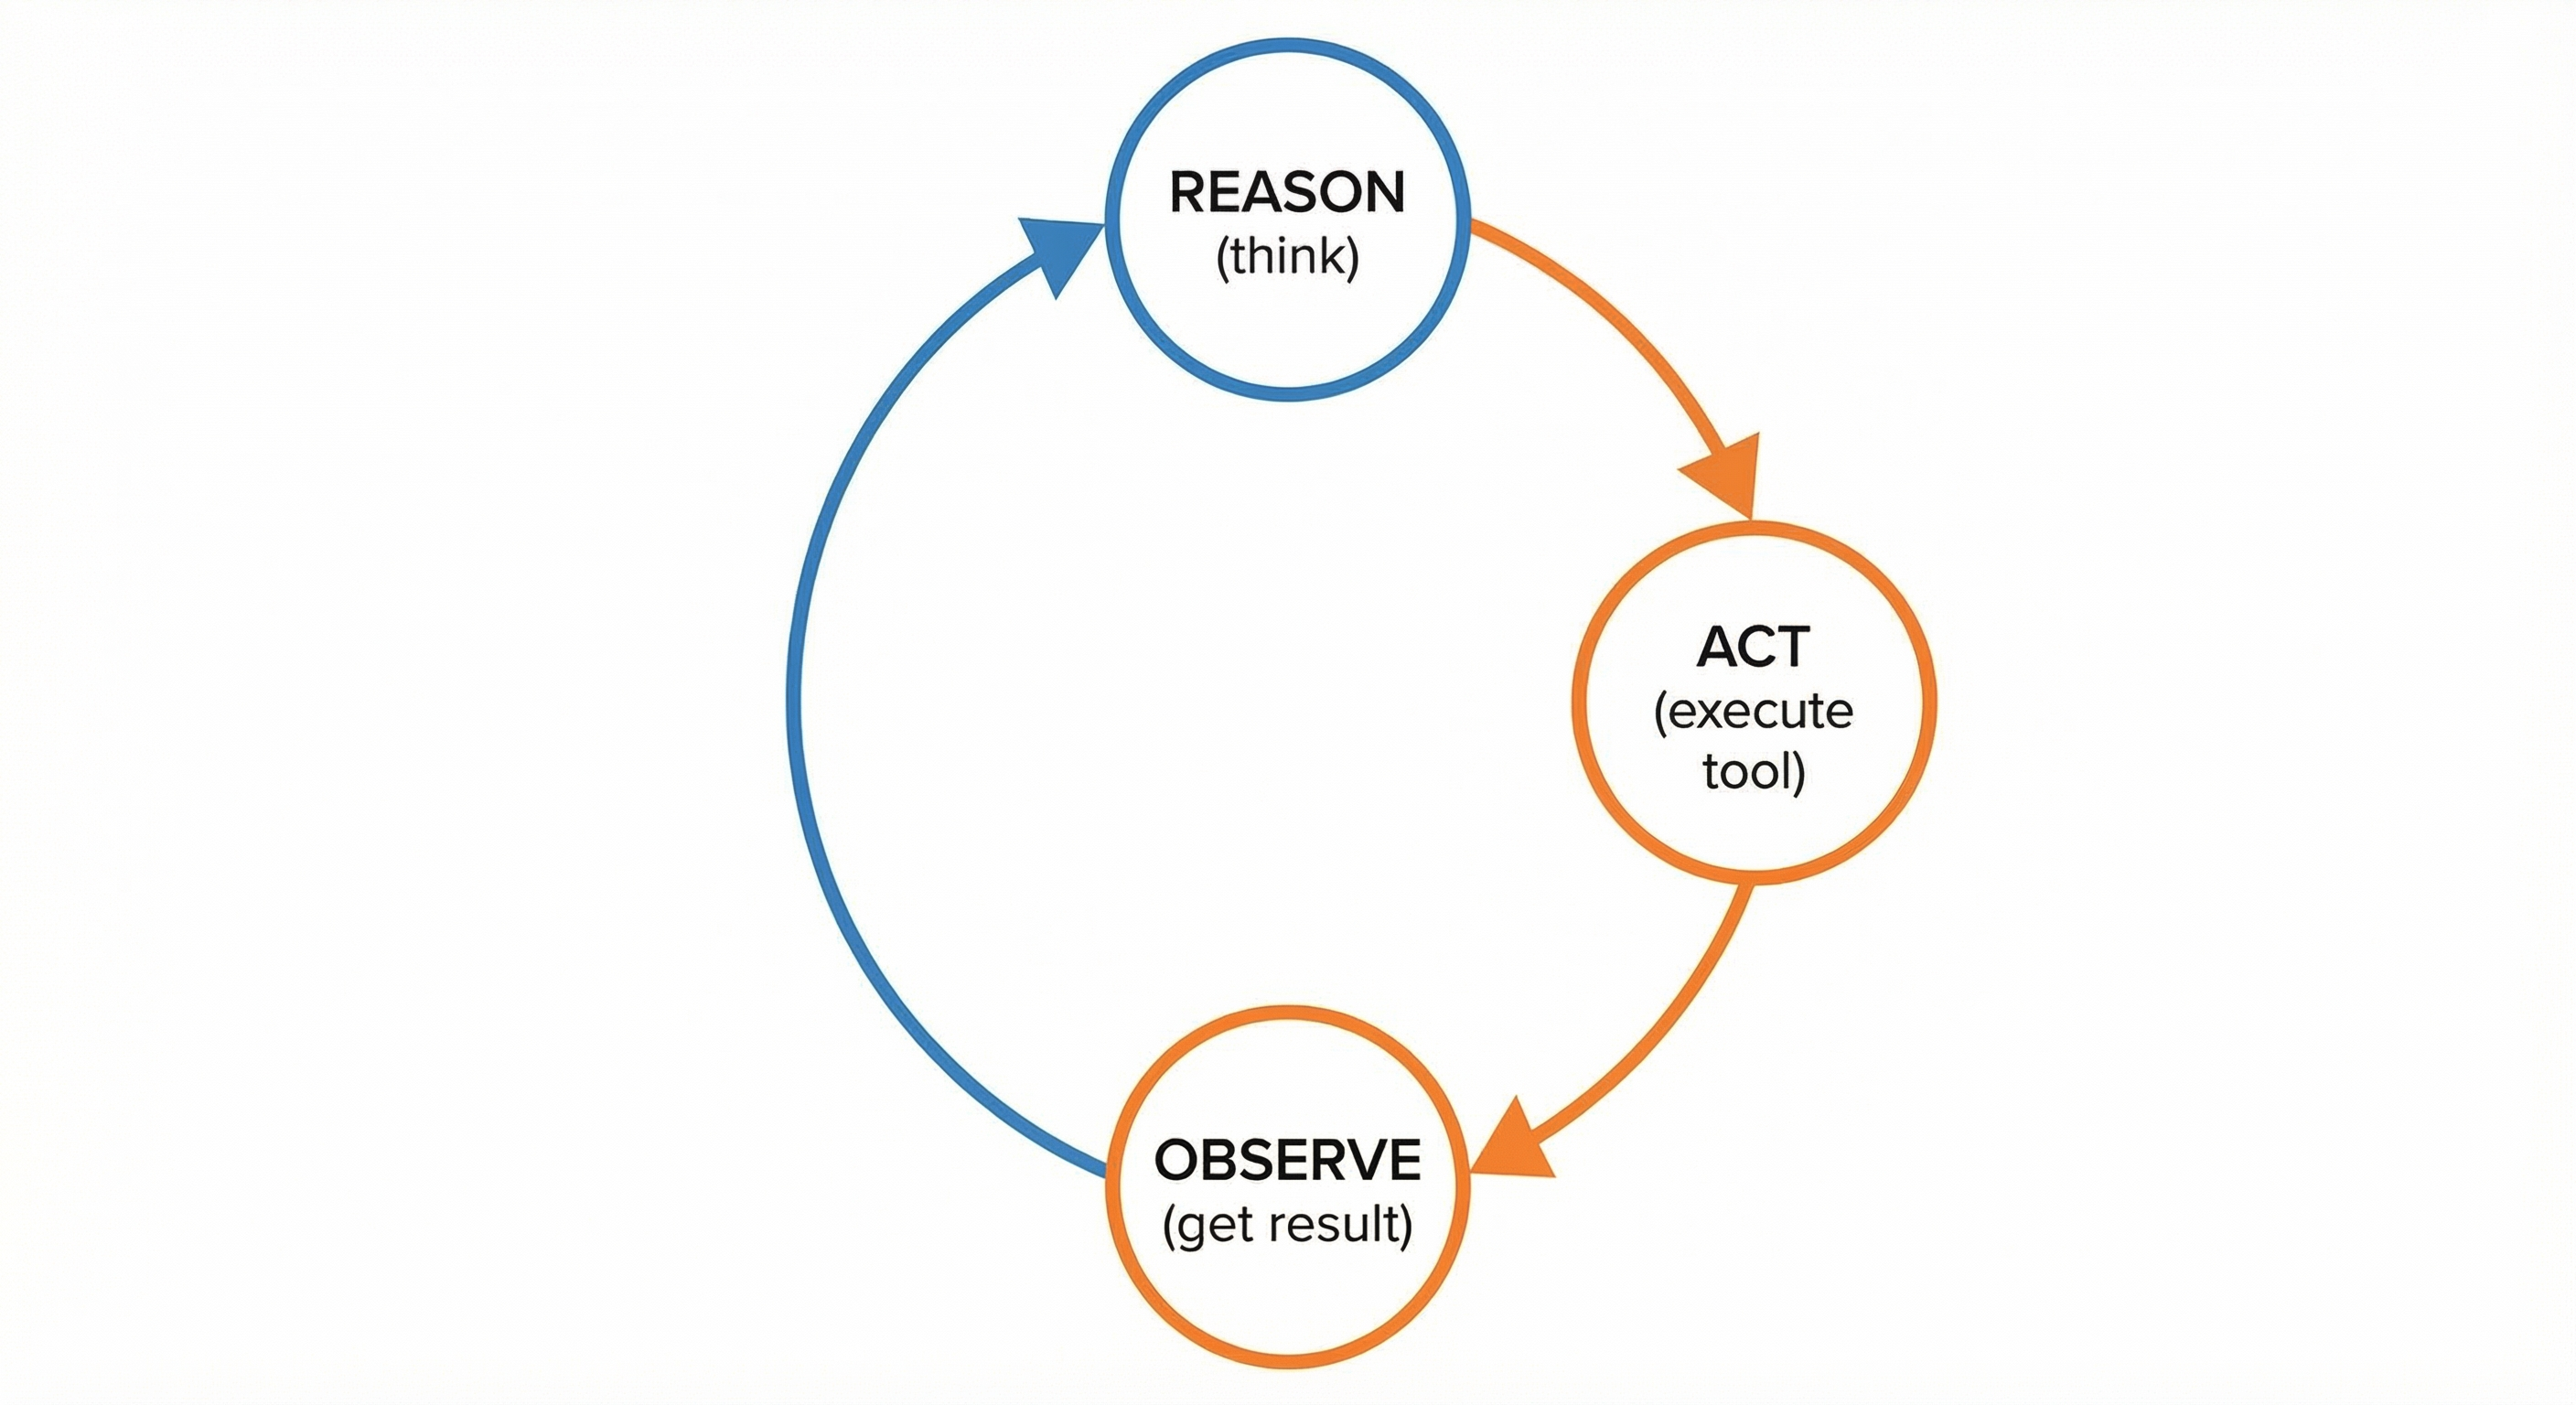 REASON
(think)
ACT
(execute
tool)
OBSERVE
(get result)